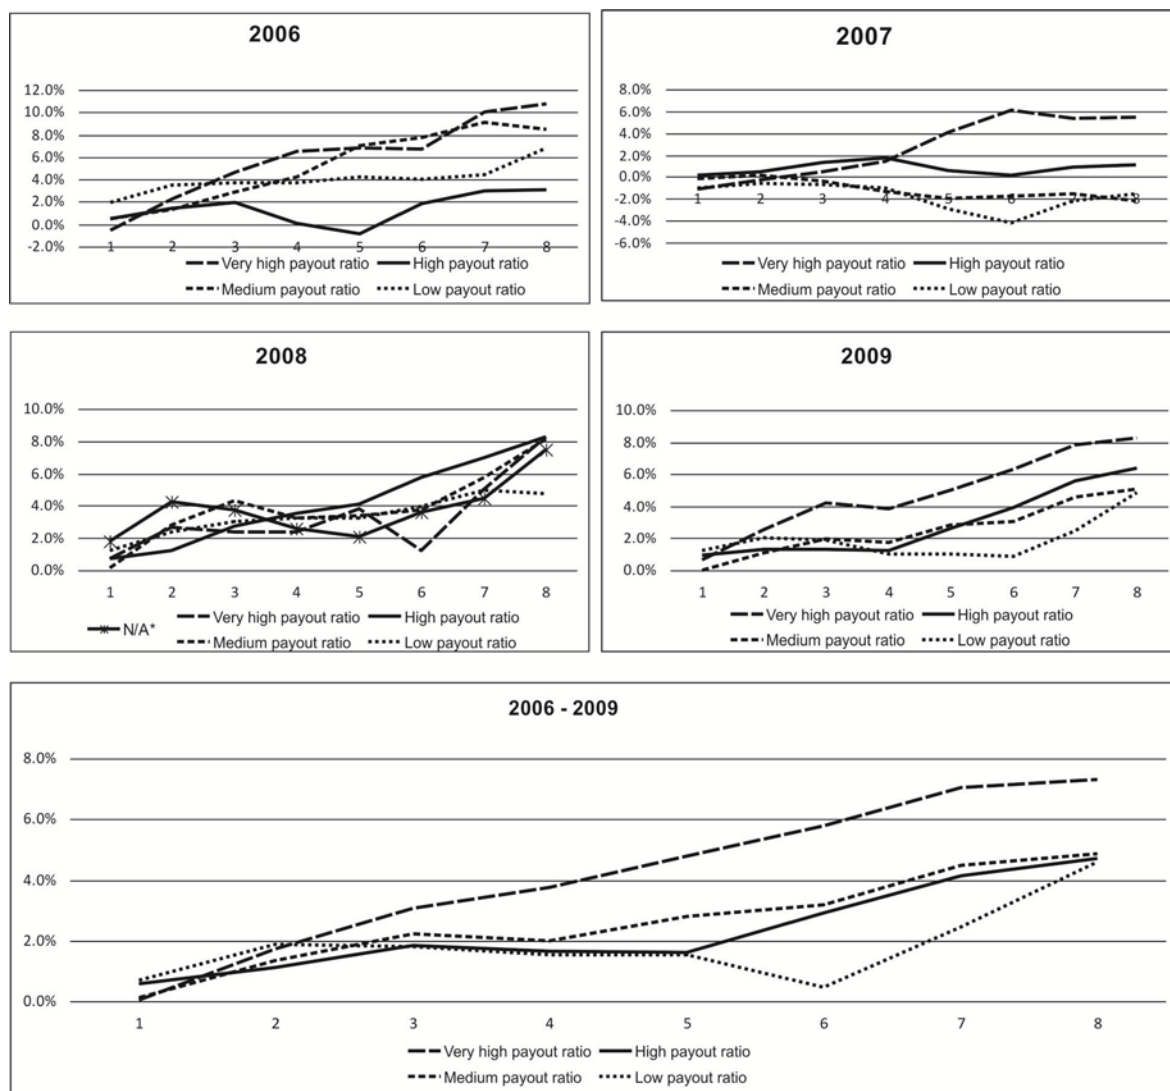 2006
12.0%
10.0%
8.0%
6.0%
4.0%
2.0%
0.0%
-2.0%
1 2 3 4 5 6 7 8
Very high payout ratio High payout ratio
Medium payout ratio Low payout ratio
2007
8.0%
6.0%
4.0%
2.0%
0.0%
-2.0%
-4.0%
-6.0%
1 2 3 4 5 6 7 8
Very high payout ratio High payout ratio
Medium payout ratio Low payout ratio
2008
10.0%
8.0%
6.0%
4.0%
2.0%
0.0%
1 2 3 4 5 6 7 8
Very high payout ratio High payout ratio
N/A*
Medium payout ratio Low payout ratio
2009
10.0%
8.0%
6.0%
4.0%
2.0%
0.0%
1 2 3 4 5 6 7 8
Very high payout ratio High payout ratio
Medium payout ratio Low payout ratio
2006 - 2009
8.0%
6.0%
4.0%
2.0%
0.0%
1 2 3 4 5 6 7 8
Very high payout ratio High payout ratio
Medium payout ratio Low payout ratio